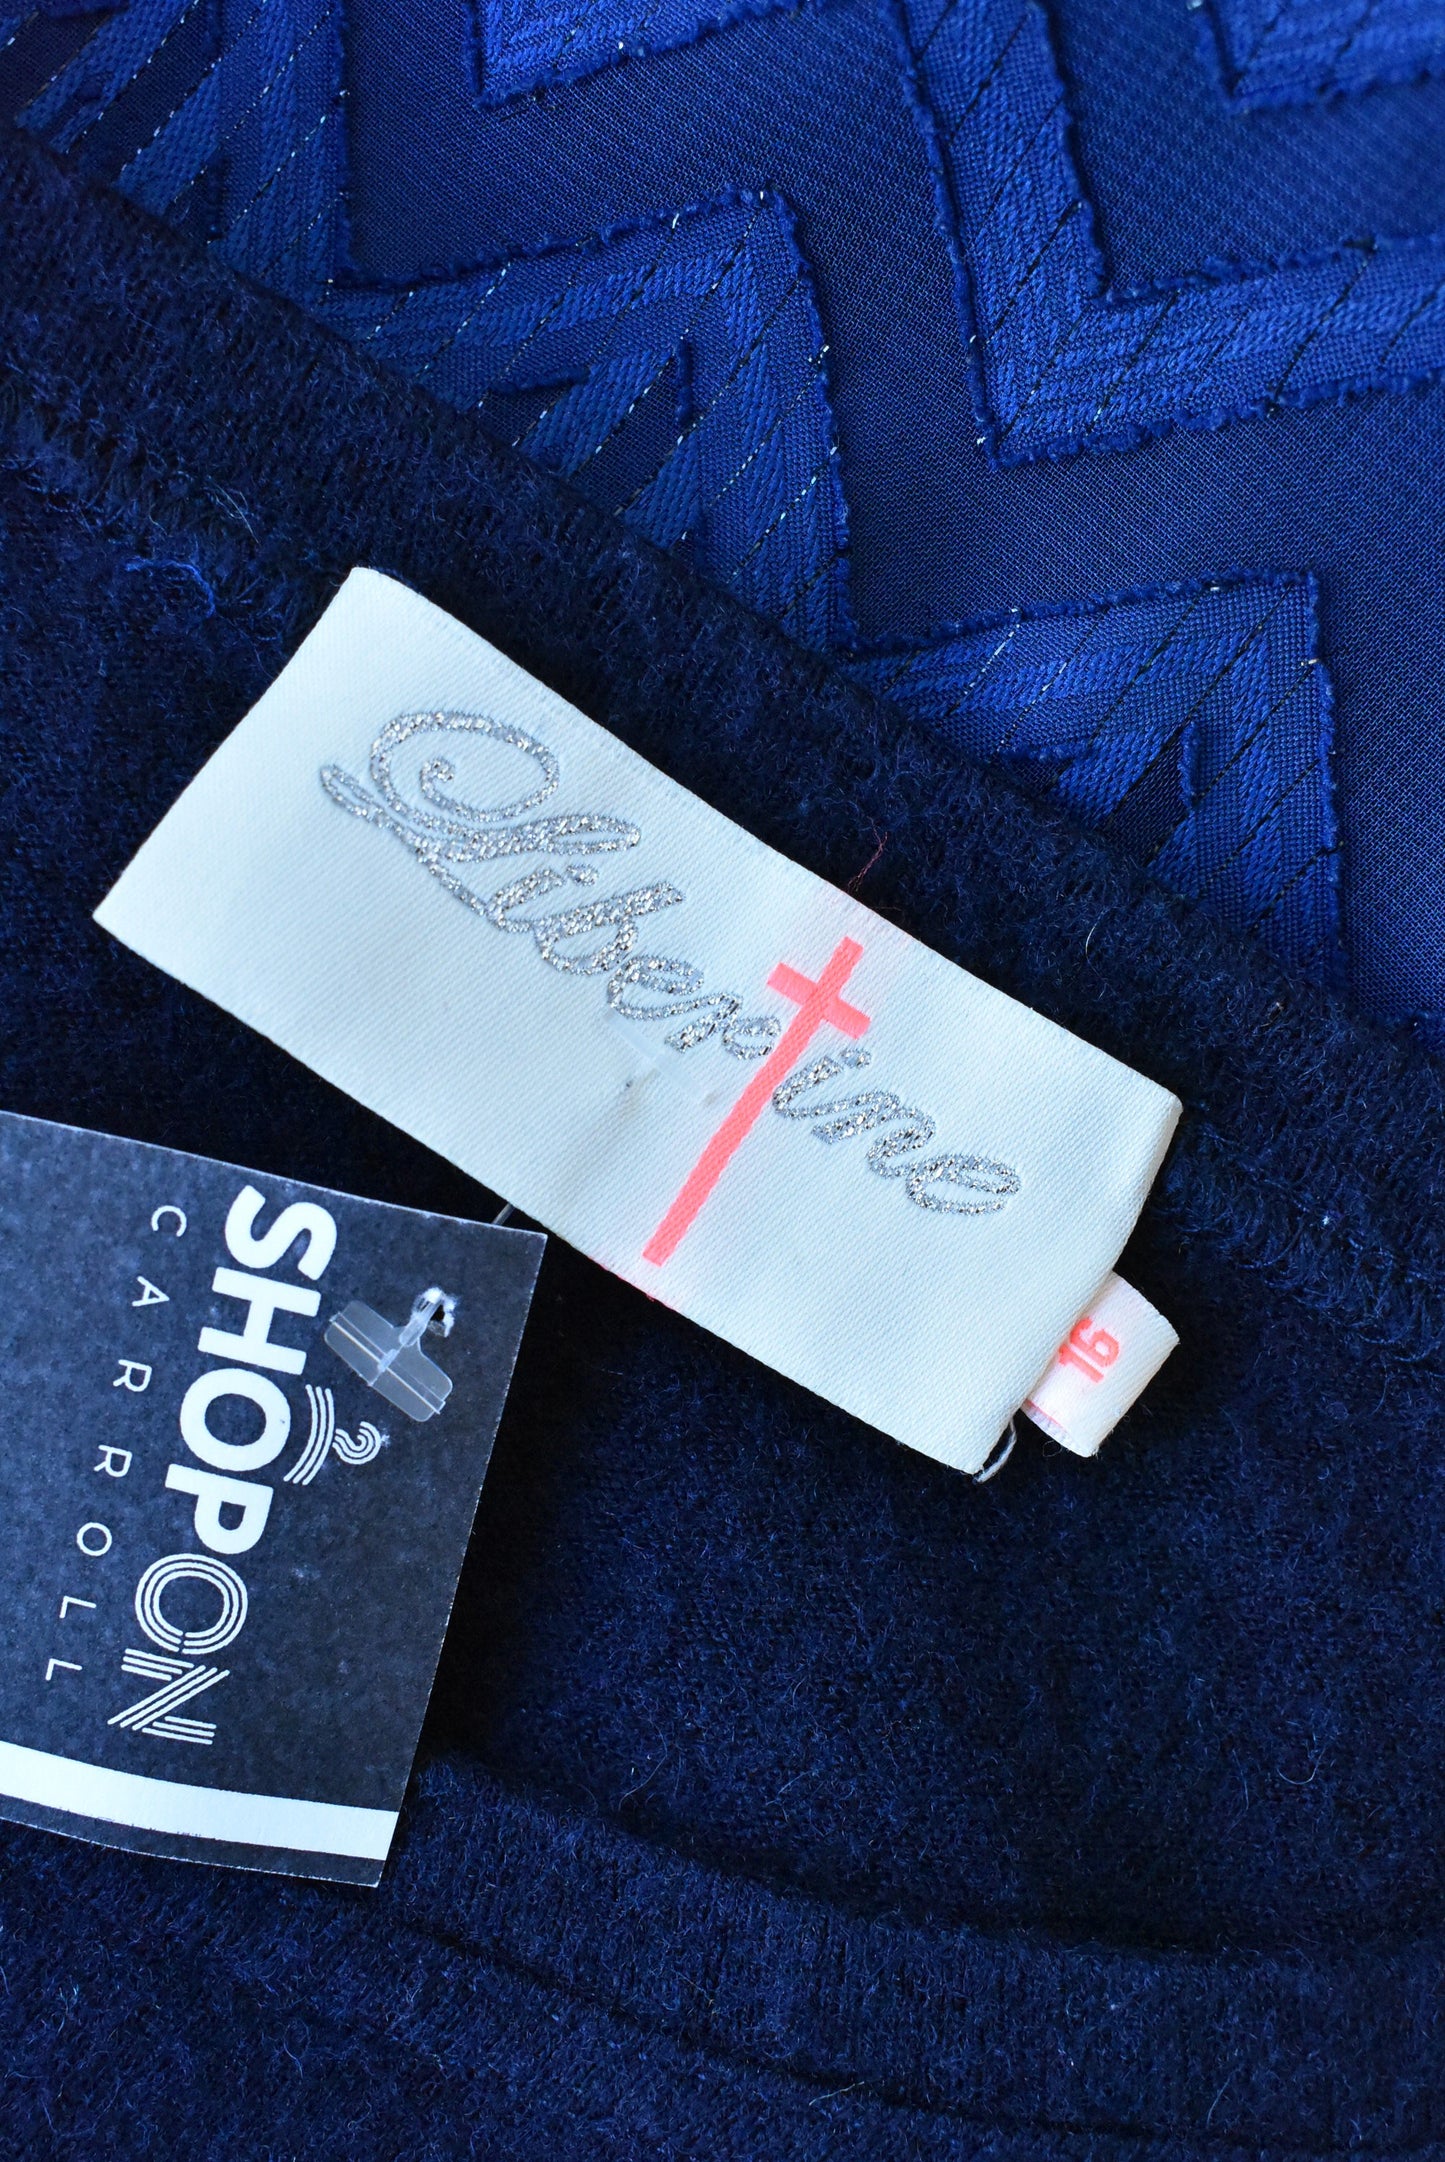 Libertine
16
SHOPON
CARROLL